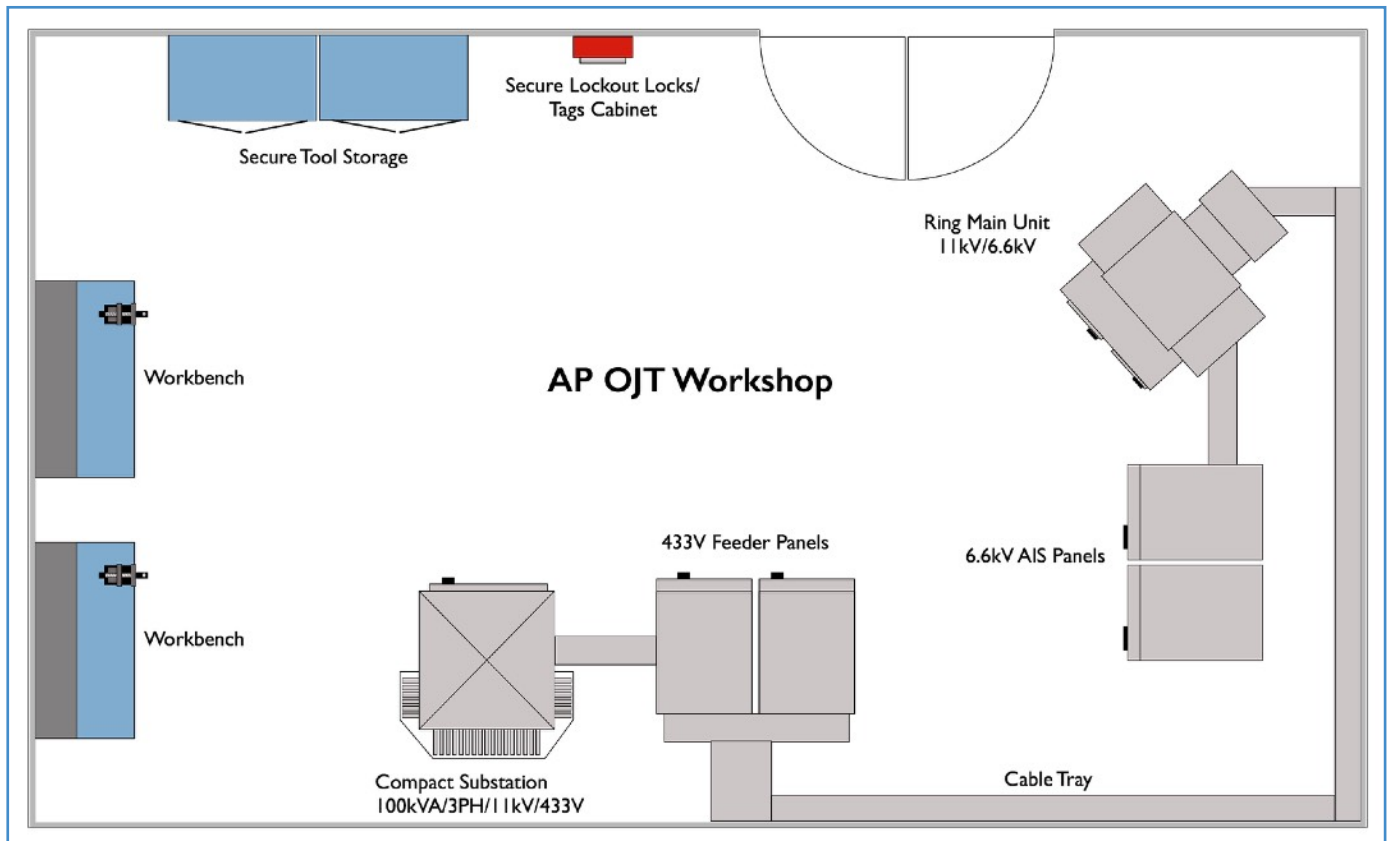 Secure Lockout Locks/
Tags Cabinet
Secure Tool Storage
Ring Main Unit
11kV/6.6kV
Workbench
AP OJT Workshop
433V Feeder Panels
6.6kV AIS Panels
Workbench
Compact Substation
100kVA/3PH/11kV/433V
Cable Tray